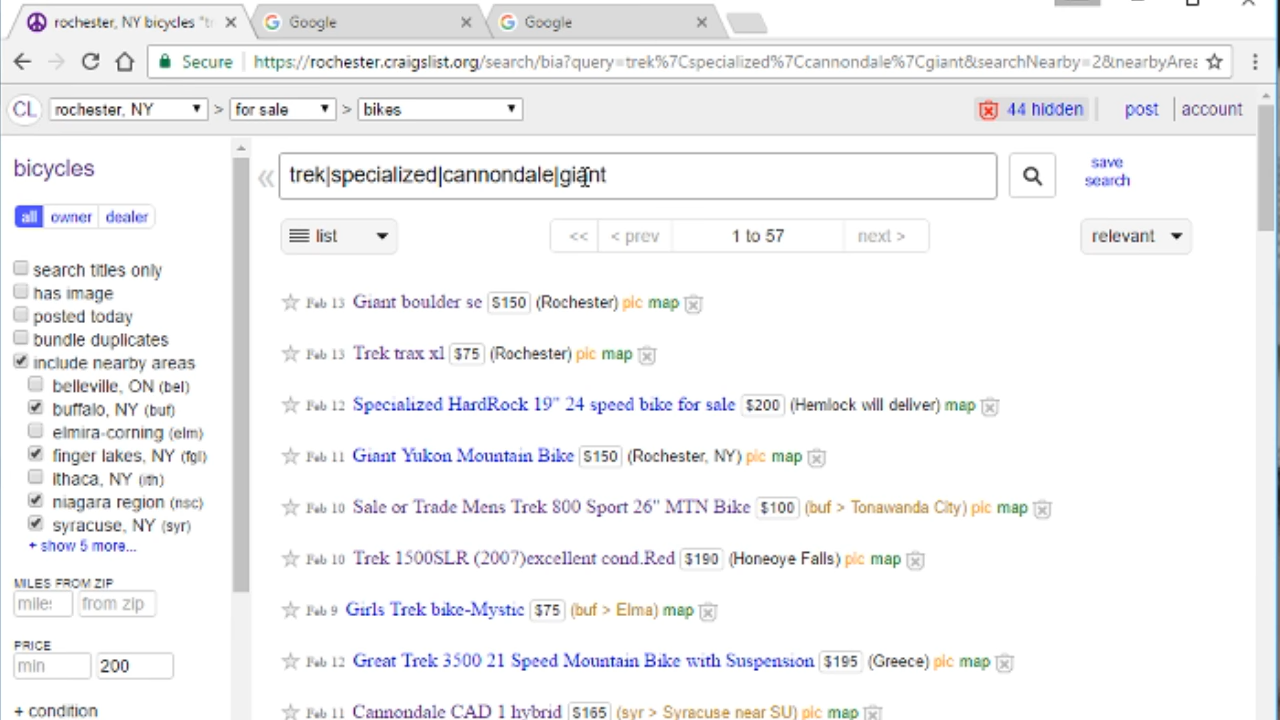 rochester, NY bicycles "tr
Google
Google
Secure https://rochester.craigslist.org/search/bia?query=trek%7Cspecialized%7Ccannondale%7Cgiant&searchNearby=2&nearbyArea
CL rochester, NY > for sale > bikes 44 hidden post account
bicycles
all owner dealer
search titles only
has image
posted today
bundle duplicates
include nearby areas
belleville, ON (bel)
buffalo, NY (buf)
elmira-corning (elm)
finger lakes, NY (fgl)
ithaca, NY (ith)
niagara region (nsc)
syracuse, NY (syr)
+ show 5 more...
MILES FROM ZIP
miles from zip
PRICE
min 200
+ condition
trek|specialized|cannondale|giant
save
search
list << < prev 1 to 57 next > relevant
Feb 13 Giant boulder se $150 (Rochester) pic map
Feb 13 Trek trax xl $75 (Rochester) pic map
Feb 12 Specialized HardRock 19" 24 speed bike for sale $200 (Hemlock will deliver) map
Feb 11 Giant Yukon Mountain Bike $150 (Rochester, NY) pic map
Feb 10 Sale or Trade Mens Trek 800 Sport 26" MTN Bike $100 (buf > Tonawanda City) pic map
Feb 10 Trek 1500SLR (2007)excellent cond.Red $190 (Honeoye Falls) pic map
Feb 9 Girls Trek bike-Mystic $75 (buf > Elma) map
Feb 12 Great Trek 3500 21 Speed Mountain Bike with Suspension $195 (Greece) pic map
Feb 11 Cannondale CAD 1 hybrid $165 (syr > Syracuse near SU) pic map